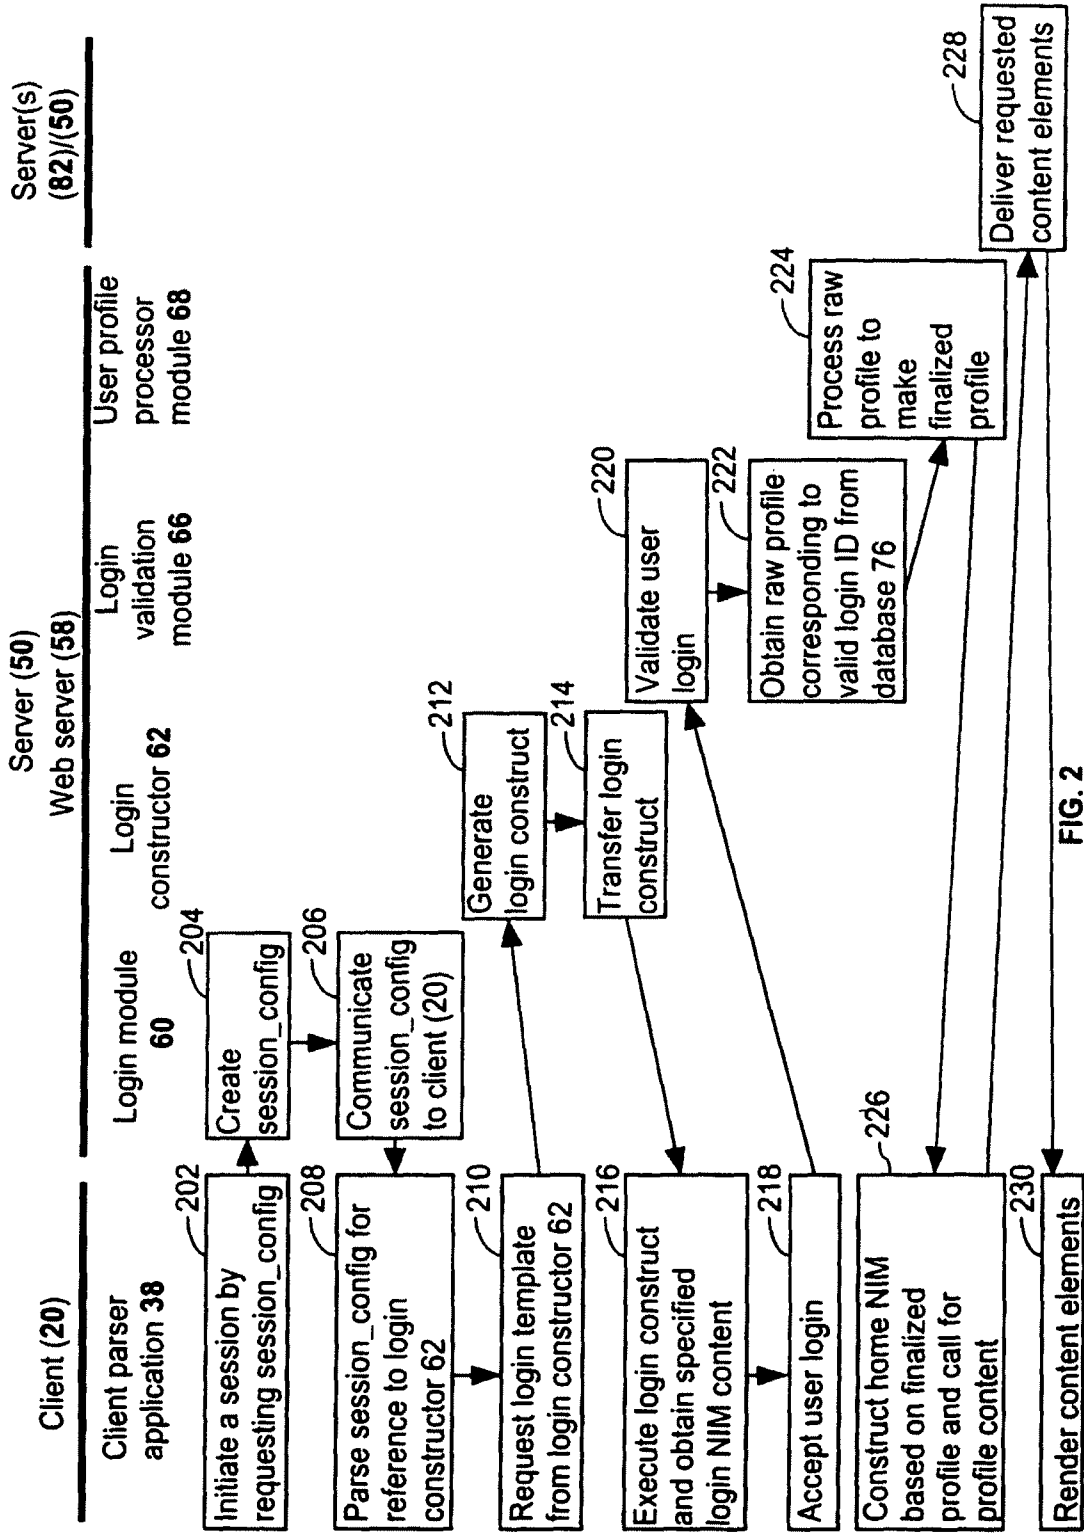 Client (20)
Client parser
application 38
Server (50)
Web server (58)
Login module
60
Login
constructor 62
Login
validation
module 66
User profile
processor
module 68
Server(s)
(82)/(50)
202
Initiate a session by
requesting session_config
204
Create
session_config
206
Communicate
session_config
to client (20)
208
Parse session_config for
reference to login
constructor 62
210
Request login template
from login constructor 62
212
Generate
login construct
214
Transfer login
construct
216
Execute login construct
and obtain specified
login NIM content
218
Accept user login
220
Validate user
login
222
Obtain raw profile
corresponding to
valid login ID from
database 76
224
Process raw
profile to
make
finalized
profile
226
Construct home NIM
based on finalized
profile and call for
profile content
228
Deliver requested
content elements
230
Render content elements
FIG. 2